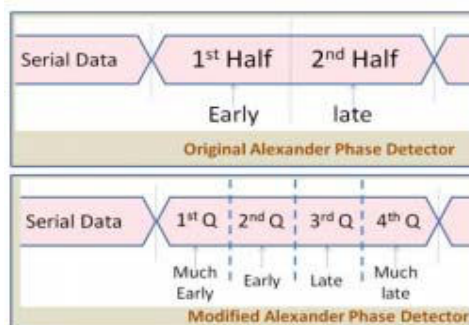 Serial Data 1st Half 2nd Half
Early late
Original Alexander Phase Detector
Serial Data 1st Q 2nd Q 3rd Q 4th Q
Much Early Early Late Much late
Modified Alexander Phase Detector